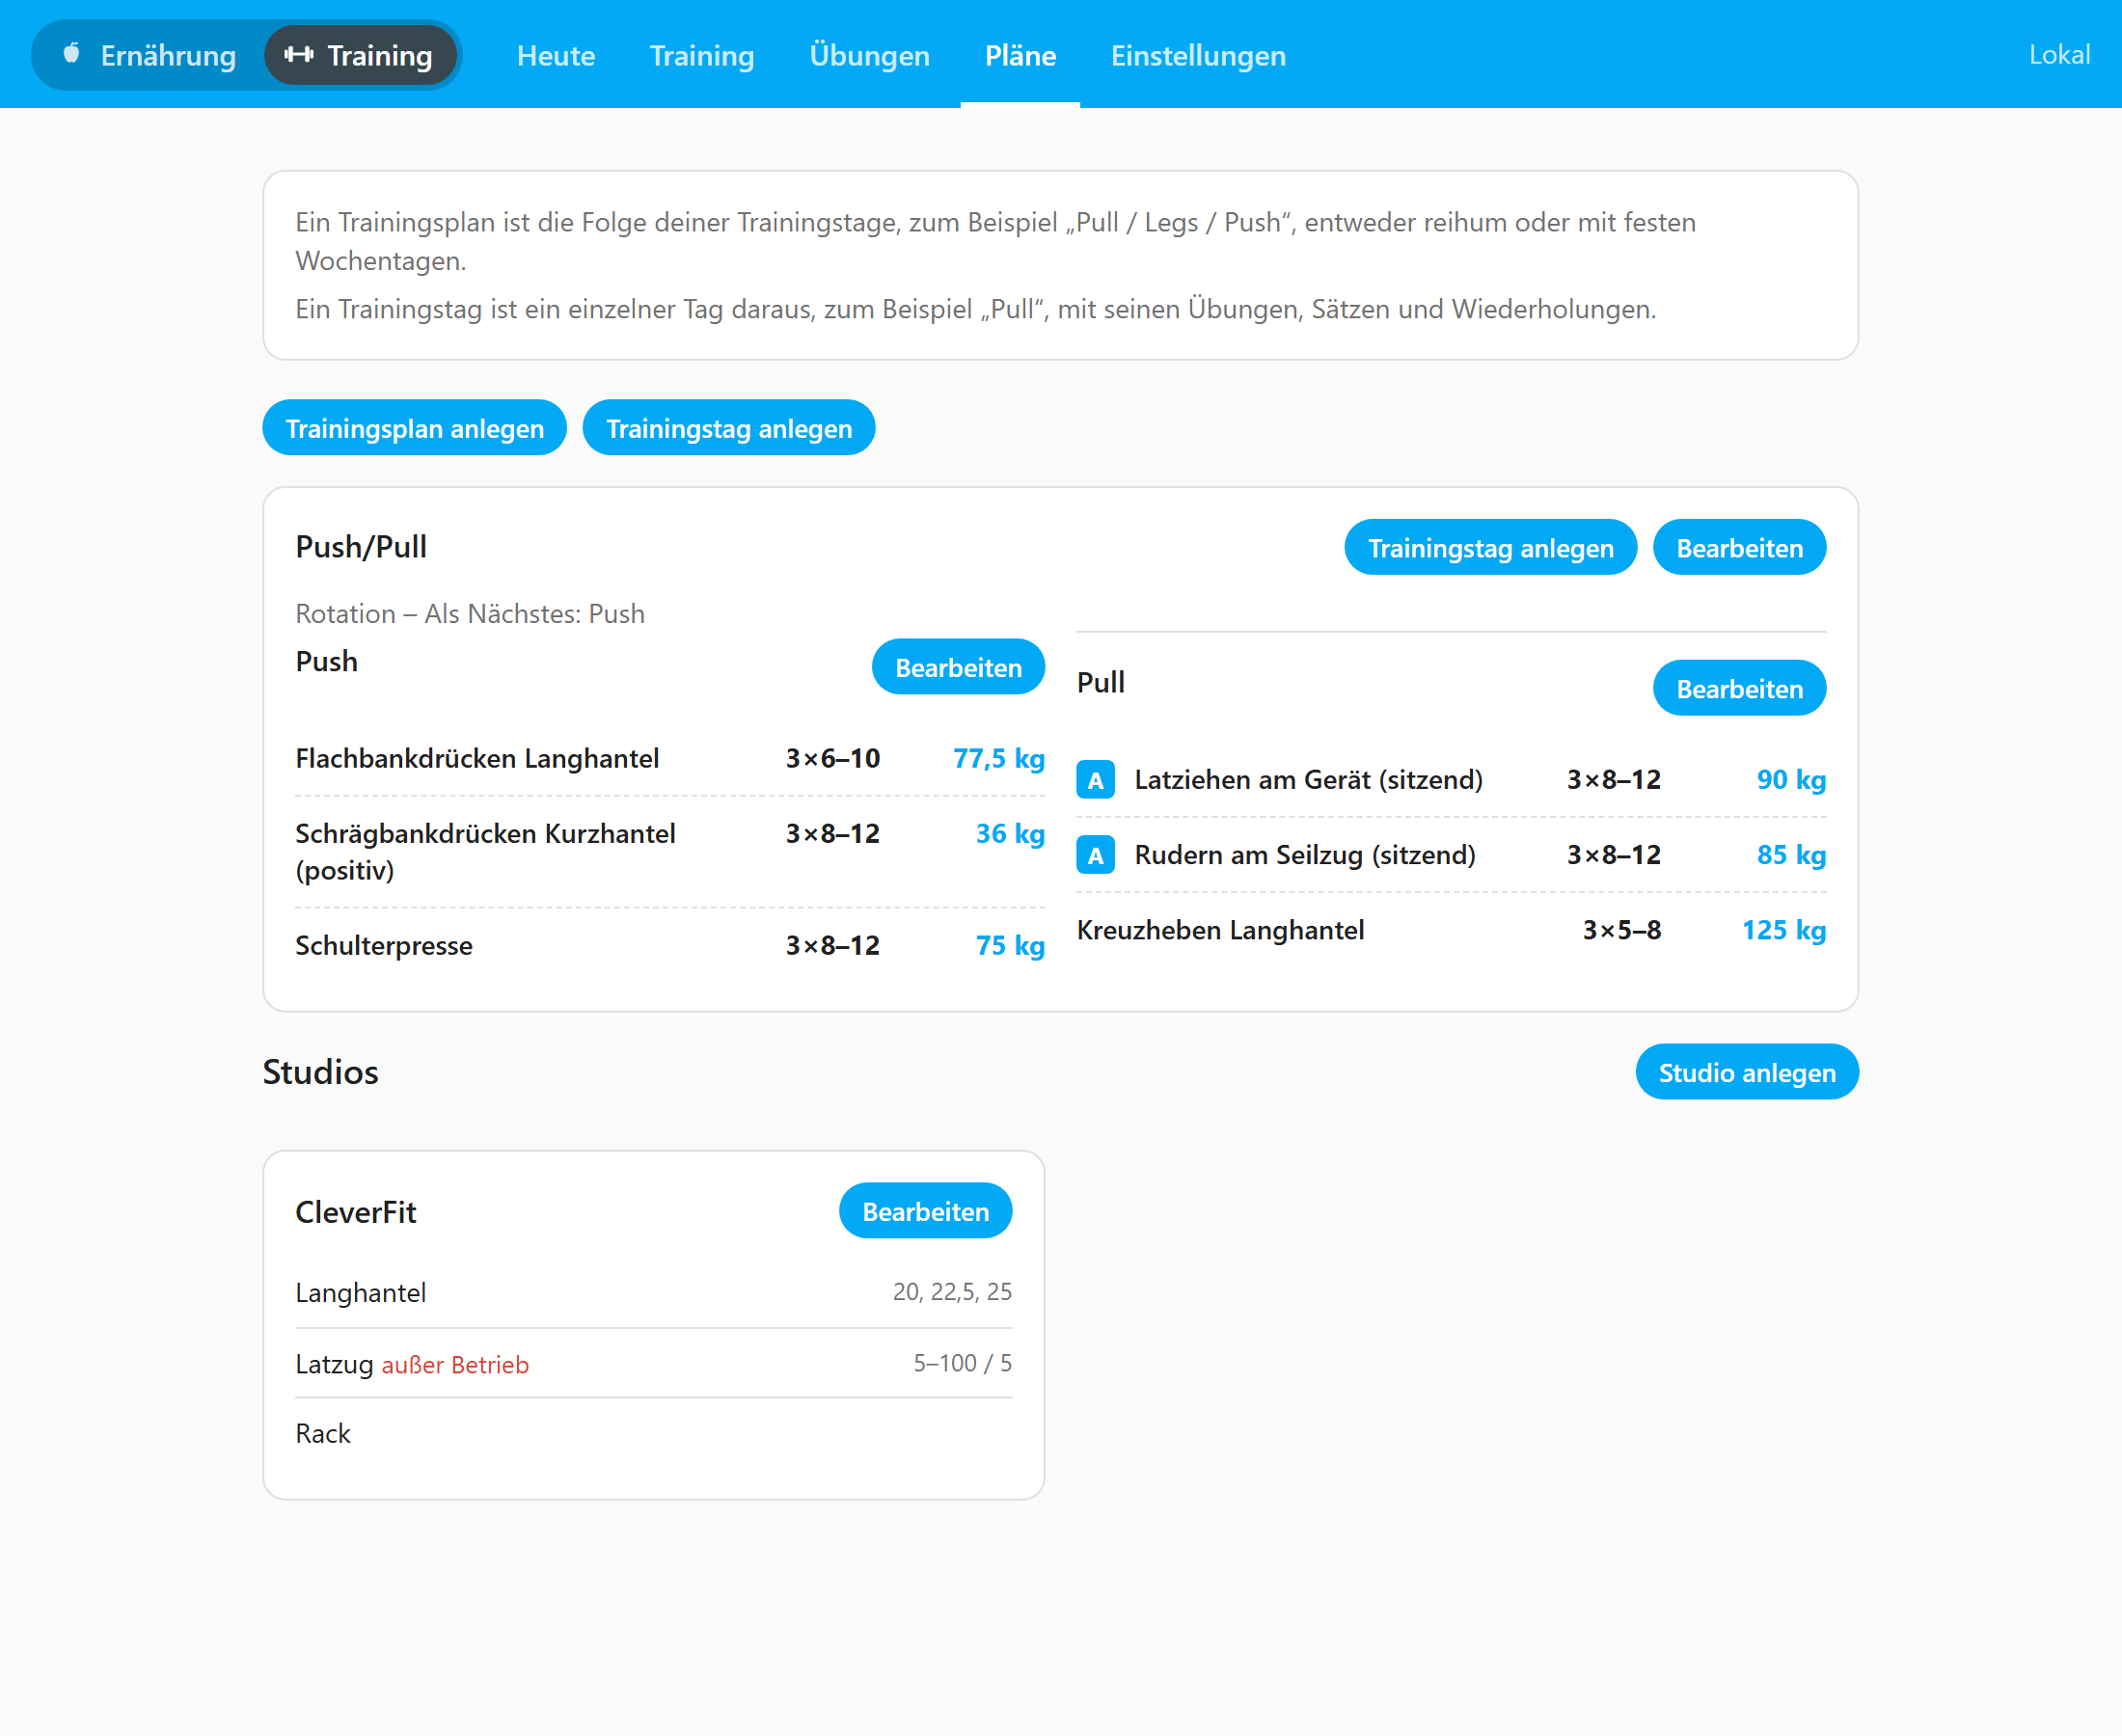 Ernährung Training Heute Training Übungen Pläne Einstellungen Lokal
Ein Trainingsplan ist die Folge deiner Trainingstage, zum Beispiel „Pull / Legs / Push“, entweder reihum oder mit festen
Wochentagen.
Ein Trainingstag ist ein einzelner Tag daraus, zum Beispiel „Pull“, mit seinen Übungen, Sätzen und Wiederholungen.
Trainingsplan anlegen Trainingstag anlegen
Push/Pull Trainingstag anlegen Bearbeiten
Rotation – Als Nächstes: Push
Push Bearbeiten
Flachbankdrücken Langhantel 3×6–10 77,5 kg
Schrägbankdrücken Kurzhantel 3×8–12 36 kg
(positiv)
Schulterpresse 3×8–12 75 kg
Pull Bearbeiten
A Latziehen am Gerät (sitzend) 3×8–12 90 kg
A Rudern am Seilzug (sitzend) 3×8–12 85 kg
Kreuzheben Langhantel 3×5–8 125 kg
Studios Studio anlegen
CleverFit Bearbeiten
Langhantel 20, 22,5, 25
Latzug außer Betrieb 5–100 / 5
Rack